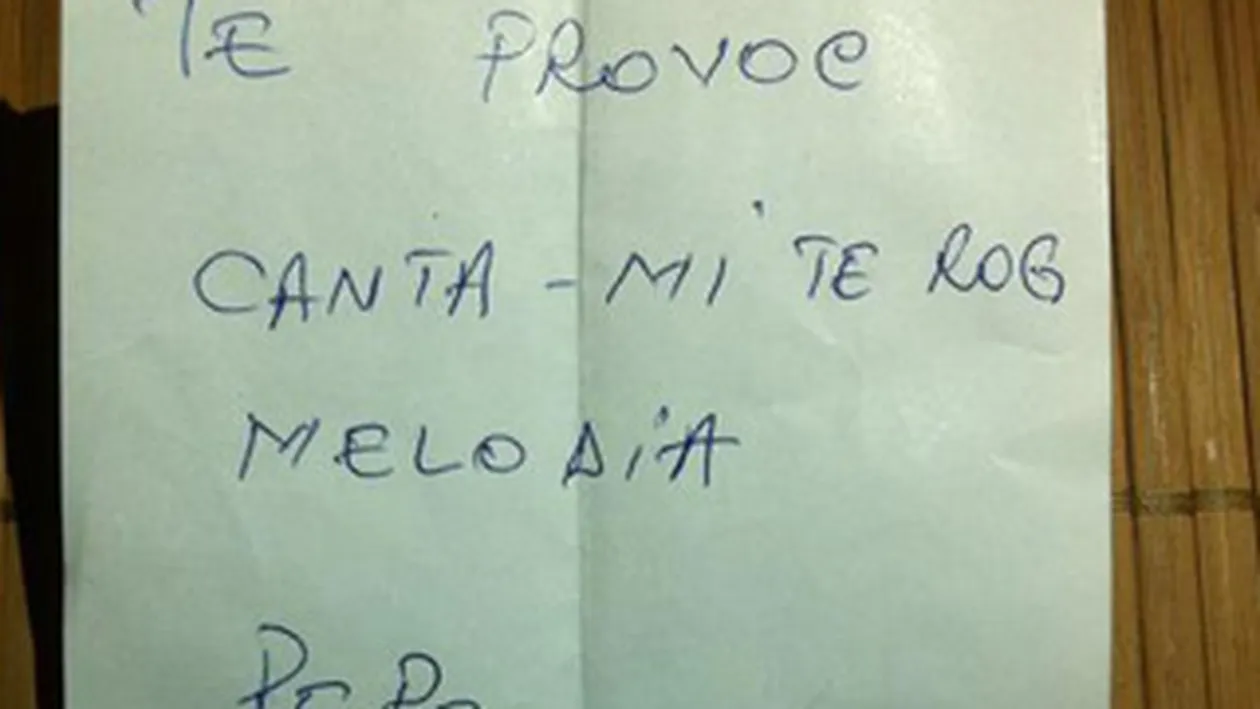 TE PROVOC
CANTA-MI TE ROG
MELODIA